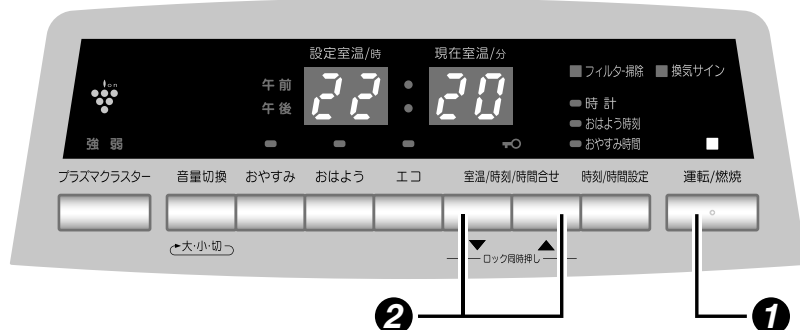 設定室温/時 現在室温/分
ion
午前
午後
22:20
フィルタ掃除 換気サイン
時計
おはよう時刻
おやすみ時間
強 弱
プラズマクラスター 音量切換 おやすみ おはよう エコ 室温/時刻/時間合せ 時刻/時間設定 運転/燃焼
大・小・切
▼ ▲
ロック同時押し
2 1